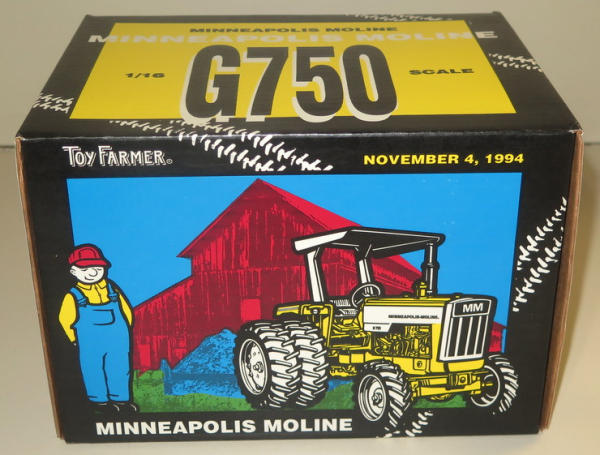 MINNEAPOLIS MOLINE
MINNEAPOLIS MOLINE
1/16 G750 SCALE
TOY FARMER®
NOVEMBER 4, 1994
MINNEAPOLIS-MOLINE.
MM
MINNEAPOLIS MOLINE